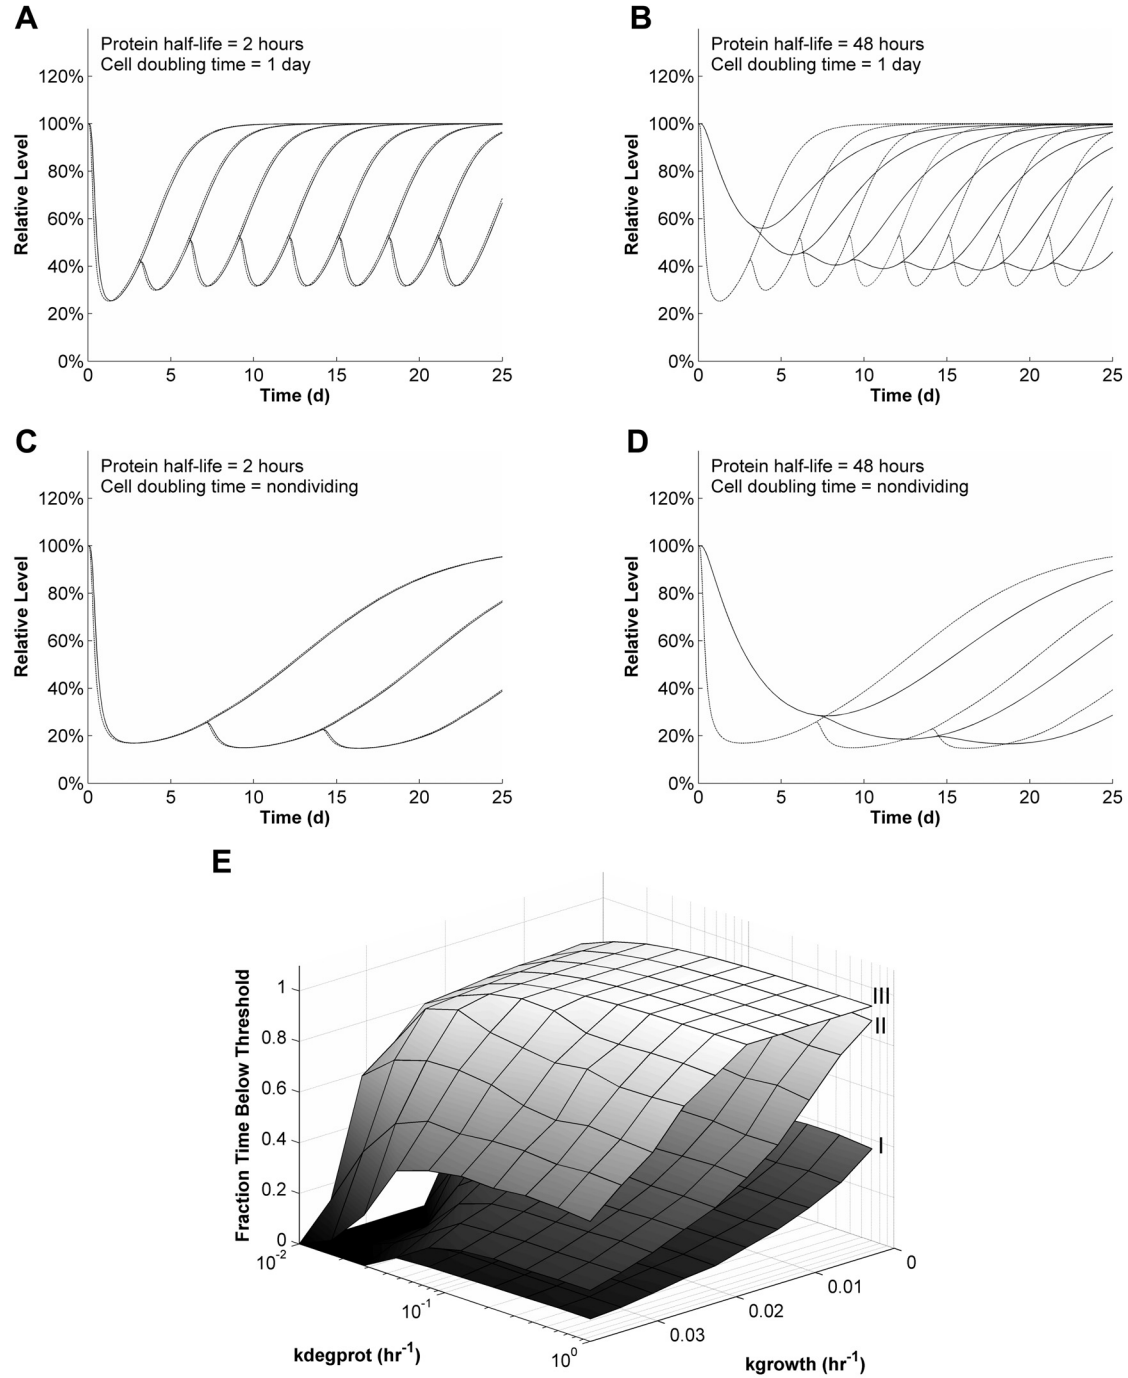 A
Protein half-life = 2 hours
Cell doubling time = 1 day
120%
100%
80%
60%
40%
20%
0%
Relative Level
0 5 10 15 20 25
Time (d)
B
Protein half-life = 48 hours
Cell doubling time = 1 day
120%
100%
80%
60%
40%
20%
0%
Relative Level
0 5 10 15 20 25
Time (d)
C
Protein half-life = 2 hours
Cell doubling time = nondividing
120%
100%
80%
60%
40%
20%
0%
Relative Level
0 5 10 15 20 25
Time (d)
D
Protein half-life = 48 hours
Cell doubling time = nondividing
120%
100%
80%
60%
40%
20%
0%
Relative Level
0 5 10 15 20 25
Time (d)
E
Fraction Time Below Threshold
1
0.8
0.6
0.4
0.2
0
III
II
I
10⁻²
10⁻¹
10⁰
kdegprot (hr⁻¹)
0
0.01
0.02
0.03
kgrowth (hr⁻¹)